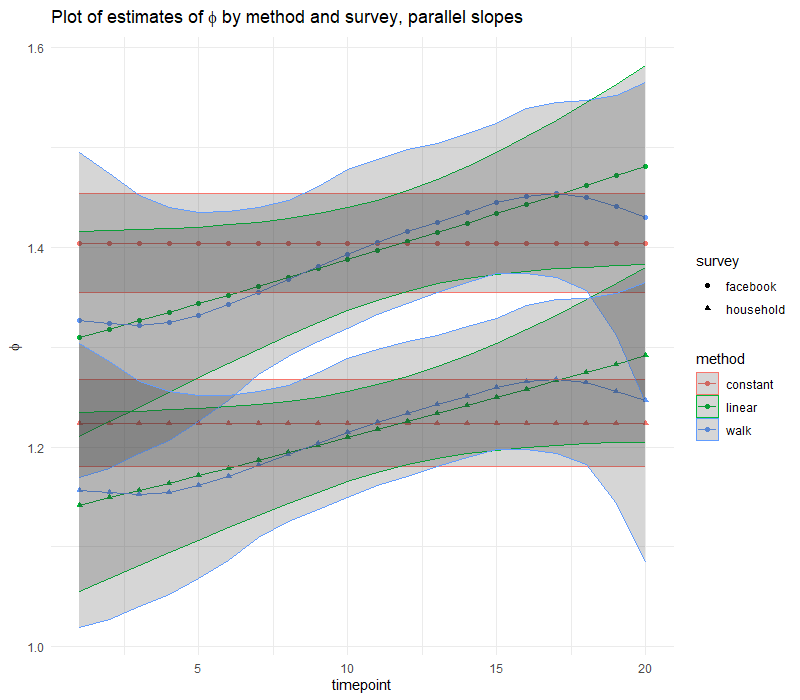 Plot of estimates of ϕ by method and survey, parallel slopes
1.6
1.4
1.2
1.0
ϕ
5 10 15 20
timepoint
survey
facebook
household
method
constant
linear
walk